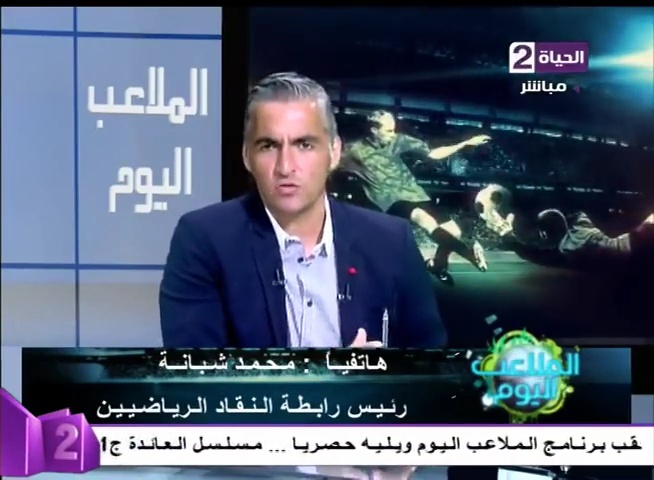 الحياة 2
مباشر
الملاعب
اليوم
هاتفياً : محمد شبانة
رئيس رابطة النقاد الرياضيين
الملاعب
اليوم
2
برنامج الملاعب اليوم ويليه حصريا ... مسلسل العائدة ج1